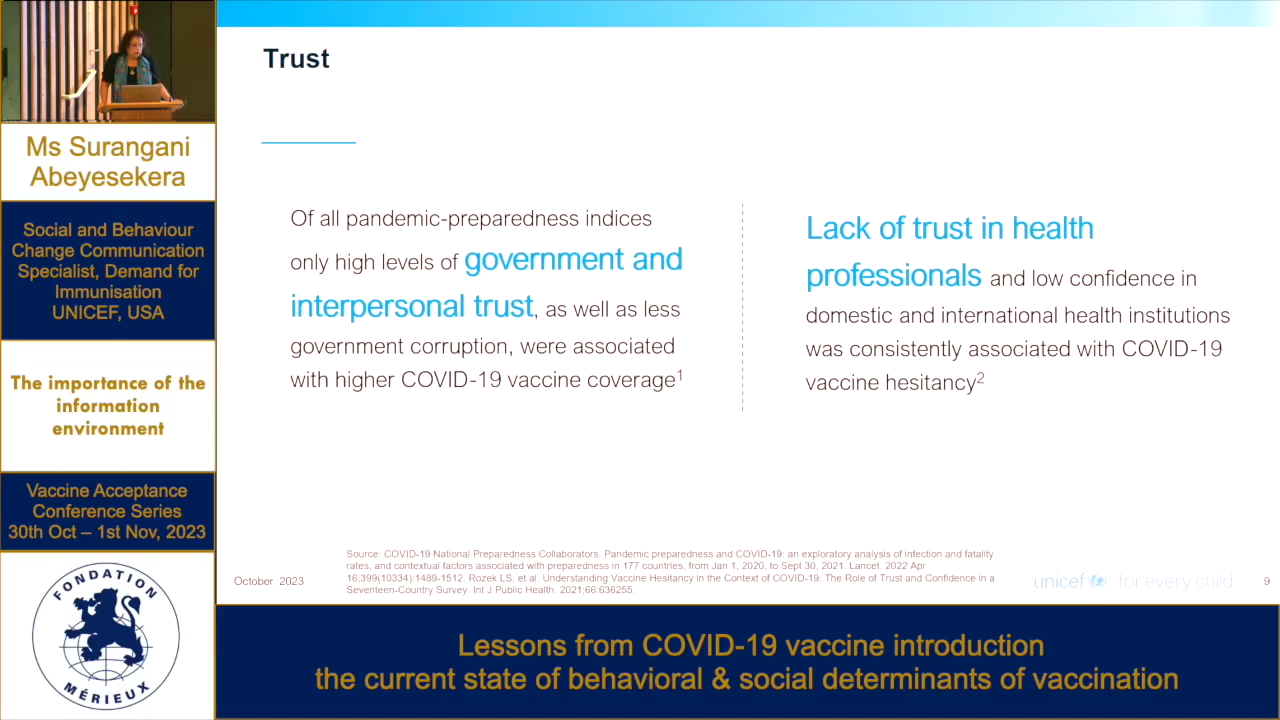 Ms Surangani
Abeyesekera
Social and Behaviour
Change Communication
Specialist, Demand for
Immunisation
UNICEF, USA
The importance of the
information
environment
Vaccine Acceptance
Conference Series
30th Oct – 1st Nov, 2023
FONDATION
MÉRIEUX
Trust
Of all pandemic-preparedness indices
only high levels of government and
interpersonal trust, as well as less
government corruption, were associated
with higher COVID-19 vaccine coverage1
Lack of trust in health
professionals and low confidence in
domestic and international health institutions
was consistently associated with COVID-19
vaccine hesitancy2
October 2023
Source: COVID-19 National Preparedness Collaborators. Pandemic preparedness and COVID-19: an exploratory analysis of infection and fatality
rates, and contextual factors associated with preparedness in 177 countries, from Jan 1, 2020, to Sept 30, 2021. Lancet. 2022 Apr
16;399(10334):1489-1512. Rozek LS, et al. Understanding Vaccine Hesitancy in the Context of COVID-19: The Role of Trust and Confidence in a
Seventeen-Country Survey. Int J Public Health. 2021;66:636255.
unicef for every child
9
Lessons from COVID-19 vaccine introduction
the current state of behavioral & social determinants of vaccination